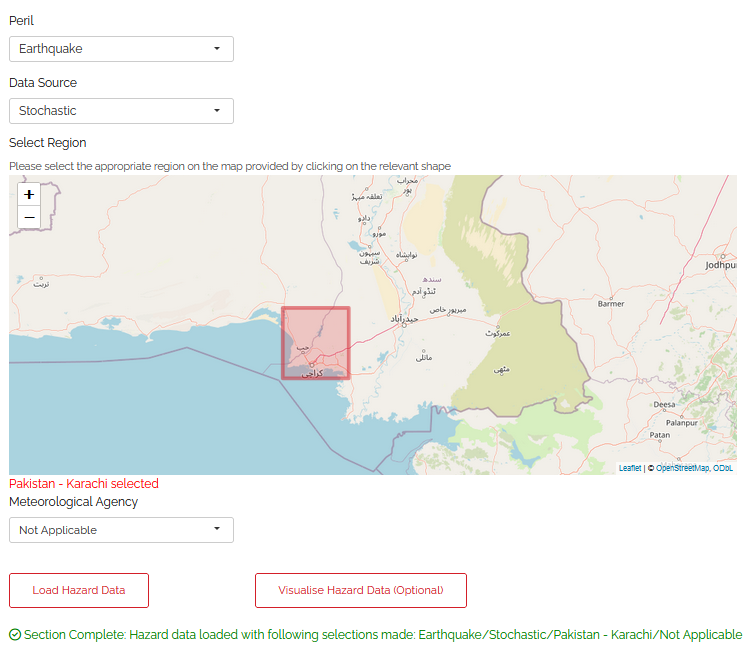 Peril
Earthquake
Data Source
Stochastic
Select Region
Please select the appropriate region on the map provided by clicking on the relevant shape
+
−
محراب
پور
تعلقہ میہڑ
دادو
مورو
سیہون
شریف
نوابشاہ
سندھ
ٹنڈو آدم
میرپور خاص
حیدرآباد
عمرکوٹ
ماتلی
مٹھی
تربت
حب
کراچی
Jodhpu
Barmer
Deesa
Palanpur
Patan
Leaflet | © OpenStreetMap, ODbL
Pakistan - Karachi selected
Meteorological Agency
Not Applicable
Load Hazard Data
Visualise Hazard Data (Optional)
Section Complete: Hazard data loaded with following selections made: Earthquake/Stochastic/Pakistan - Karachi/Not Applicable